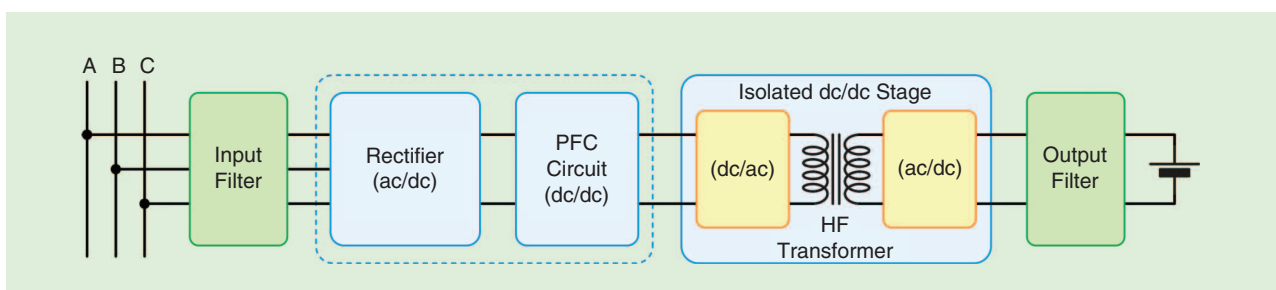 A B C
Input
Filter
Rectifier
(ac/dc)
PFC
Circuit
(dc/dc)
Isolated dc/dc Stage
(dc/ac)
(ac/dc)
HF
Transformer
Output
Filter